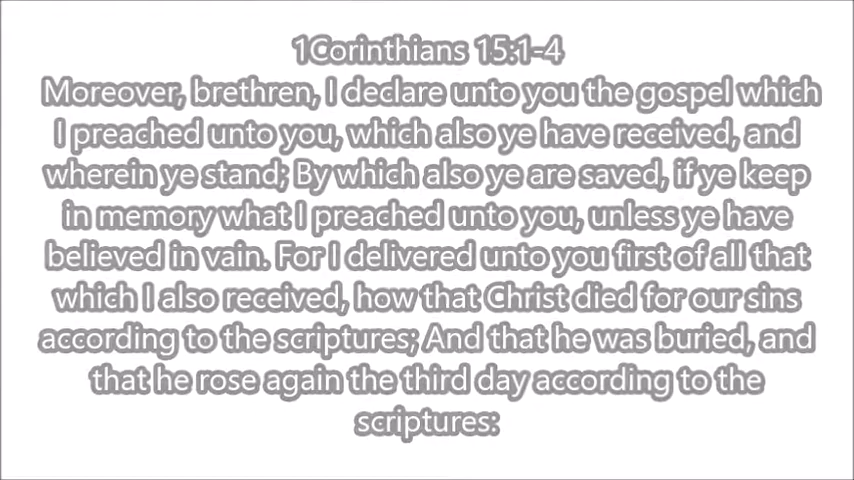 1Corinthians 15:1-4
Moreover, brethren, I declare unto you the gospel which
I preached unto you, which also ye have received, and
wherein ye stand; By which also ye are saved, if ye keep
in memory what I preached unto you, unless ye have
believed in vain. For I delivered unto you first of all that
which I also received, how that Christ died for our sins
according to the scriptures; And that he was buried, and
that he rose again the third day according to the
scriptures: